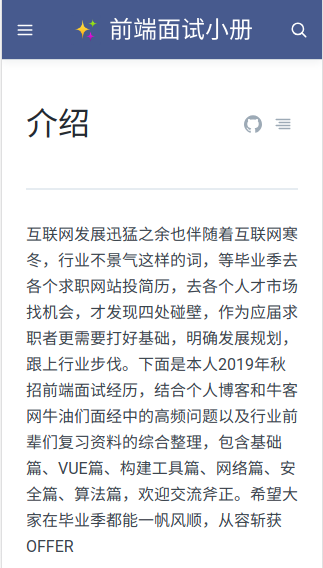 前端面试小册
介绍
互联网发展迅猛之余也伴随着互联网寒
冬，行业不景气这样的词，等毕业季去
各个求职网站投简历，去各个人才市场
找机会，才发现四处碰壁，作为应届求
职者更需要打好基础，明确发展规划，
跟上行业步伐。下面是本人2019年秋
招前端面试经历，结合个人博客和牛客
网牛油们面经中的高频问题以及行业前
辈们复习资料的综合整理，包含基础
篇、VUE篇、构建工具篇、网络篇、安
全篇、算法篇，欢迎交流斧正。希望大
家在毕业季都能一帆风顺，从容斩获
OFFER